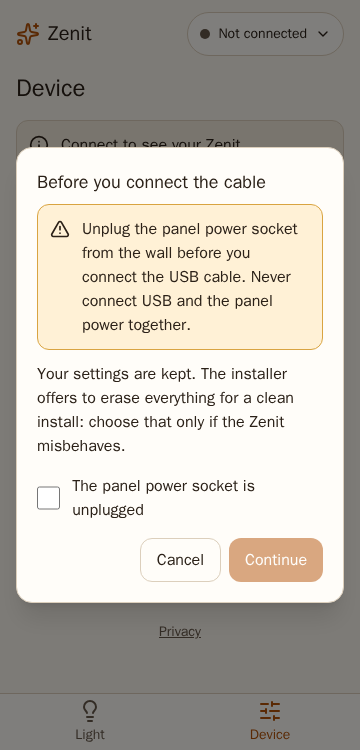 Zenit
Not connected
Device
Connect to see your Zenit
Before you connect the cable
Unplug the panel power socket
from the wall before you
connect the USB cable. Never
connect USB and the panel
power together.
Your settings are kept. The installer
offers to erase everything for a clean
install: choose that only if the Zenit
misbehaves.
The panel power socket is
unplugged
Cancel
Continue
Privacy
Light
Device